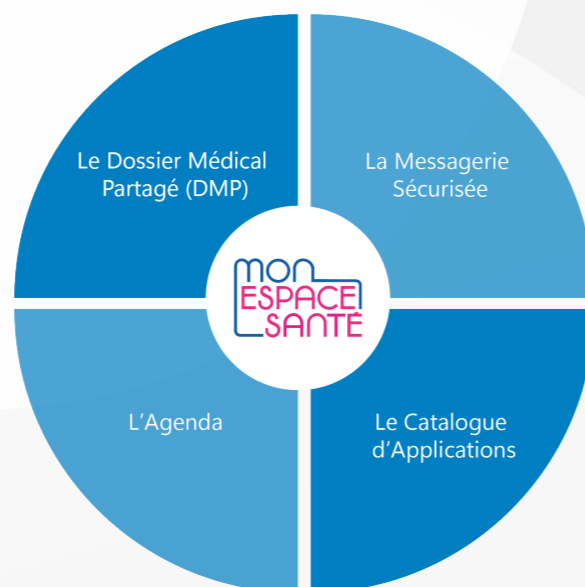 Le Dossier Médical
Partagé (DMP)
La Messagerie
Sécurisée
mon
ESPACE
SANTÉ
L'Agenda
Le Catalogue
d'Applications